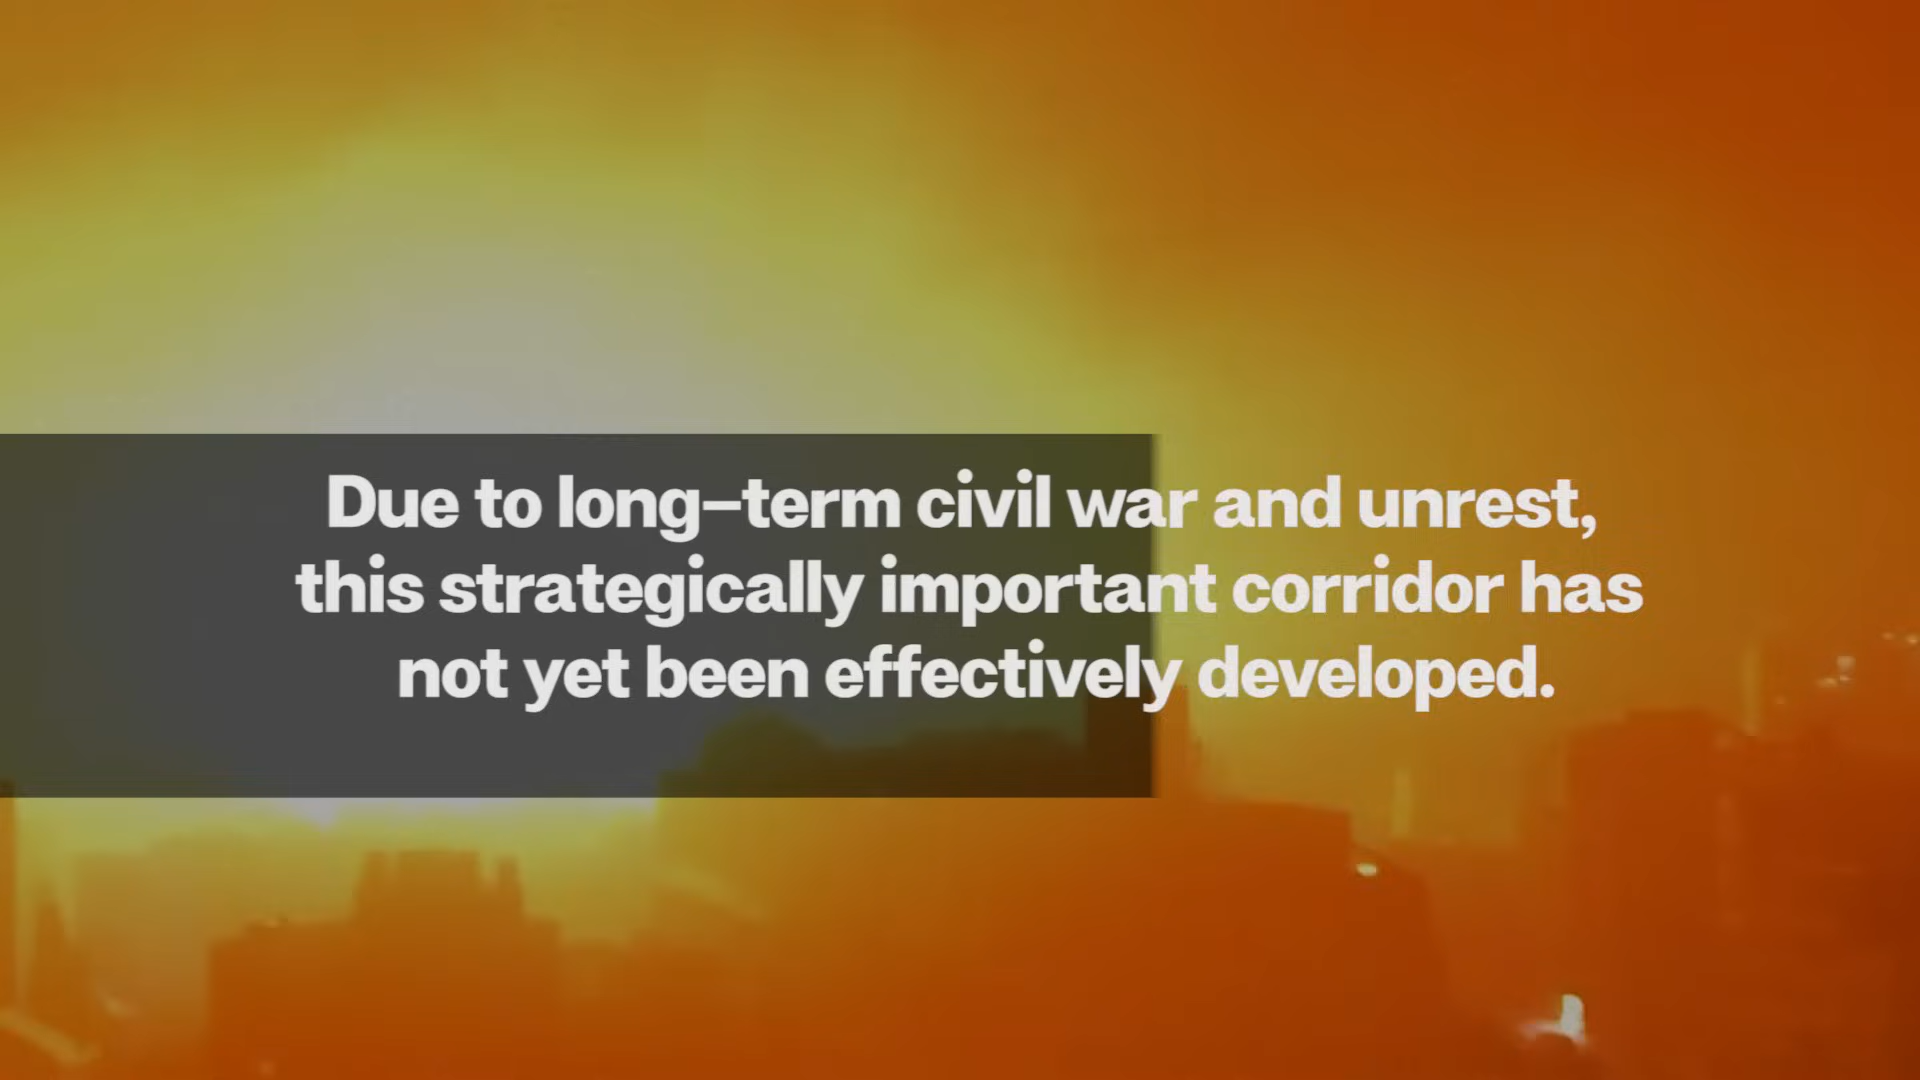 Due to long–term civil war and unrest,
this strategically important corridor has
not yet been effectively developed.